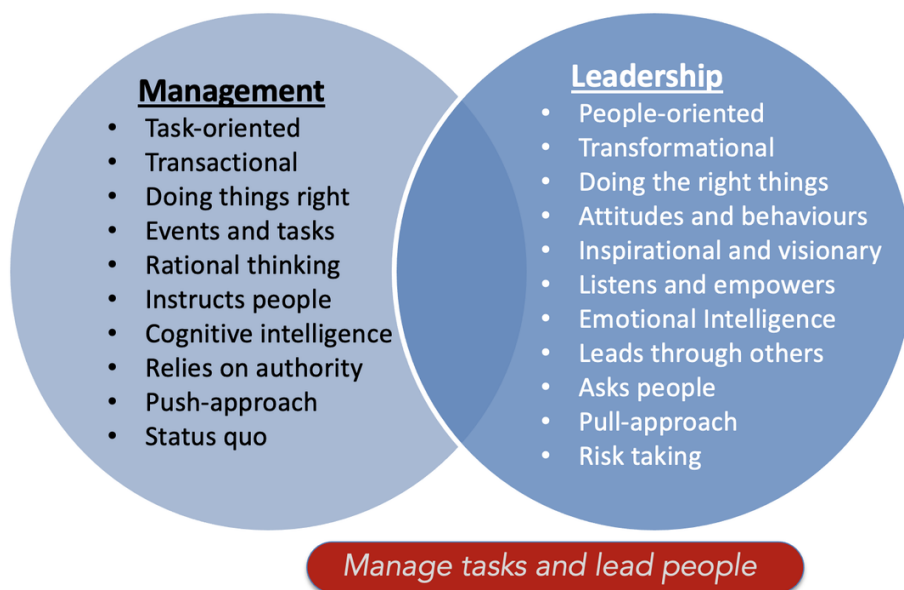 Management
• Task-oriented
• Transactional
• Doing things right
• Events and tasks
• Rational thinking
• Instructs people
• Cognitive intelligence
• Relies on authority
• Push-approach
• Status quo
Leadership
• People-oriented
• Transformational
• Doing the right things
• Attitudes and behaviours
• Inspirational and visionary
• Listens and empowers
• Emotional Intelligence
• Leads through others
• Asks people
• Pull-approach
• Risk taking
Manage tasks and lead people